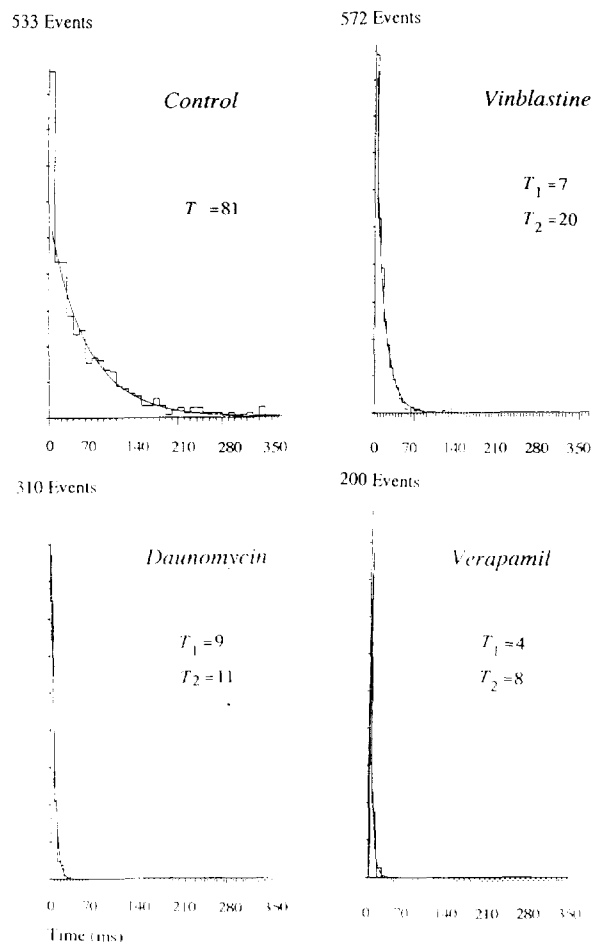 533 Events
572 Events
Control
Vinblastine
T =81
T1 =7
T2 =20
0 70 140 210 280 350
0 70 140 210 280 350
310 Events
200 Events
Daunomycin
Verapamil
T1 =9
T2 =11
T1 =4
T2 =8
0 70 140 210 280 350
0 70 140 210 280 350
Time (ms)